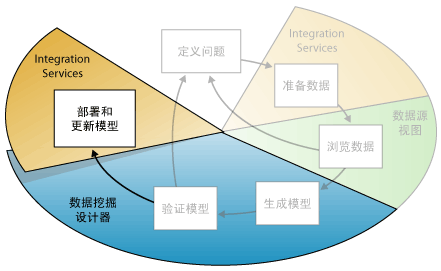 定义问题
Integration
Services
准备数据
数据源
视图
浏览数据
生成模型
验证模型
数据挖掘
设计器
部署和
更新模型
Integration
Services